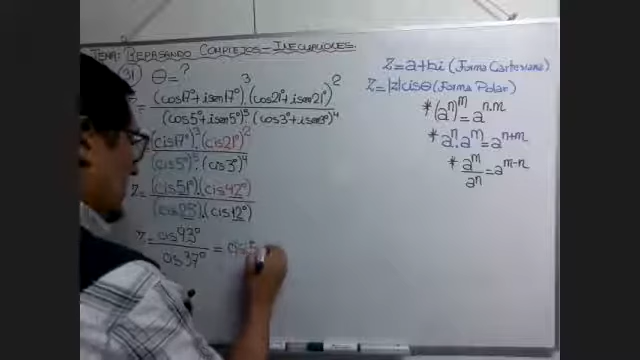 TEMA: REPASANDO COMPLEJOS - INECUACIONES.
31 θ = ?
= (cos17°+isen17°)³.(cos21°+isen21°)² / (cos5°+isen5°)⁵.(cos3°+isen3°)⁴
(cis17°)³.(cis21°)² / (cis5°)⁵.(cis3°)⁴
Z= (cis51°).(cis42°) / (cis25°).(cis12°)
Z= cis93° / cis37° = cis5
Z=a+bi (Forma Cartesiana)
Z=|z|cisθ (Forma Polar)
*(aⁿ)ᵐ=aⁿ·ᵐ
*aⁿ.aᵐ=aⁿ⁺ᵐ
* aᵐ/aⁿ=aᵐ⁻ⁿ